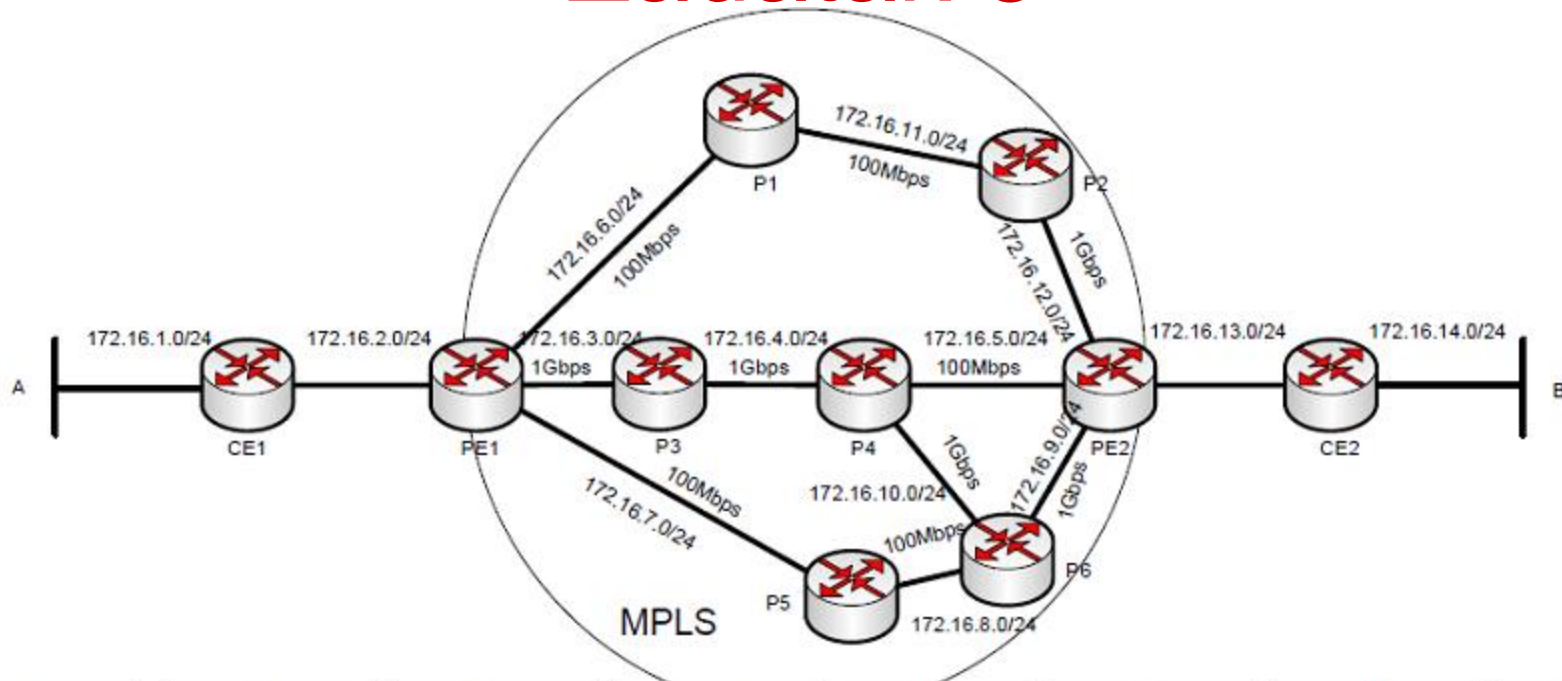 172.16.11.0/24
100Mbps
P1
P2
172.16.6.0/24
100Mbps
1Gbps
172.16.12.0/24
172.16.1.0/24
172.16.2.0/24
172.16.3.0/24
172.16.4.0/24
172.16.5.0/24
172.16.13.0/24
172.16.14.0/24
1Gbps
1Gbps
100Mbps
A
B
CE1
PE1
P3
P4
PE2
CE2
100Mbps
172.16.7.0/24
1Gbps
172.16.10.0/24
172.16.9.0/24
1Gbps
100Mbps
P5
P6
172.16.8.0/24
MPLS